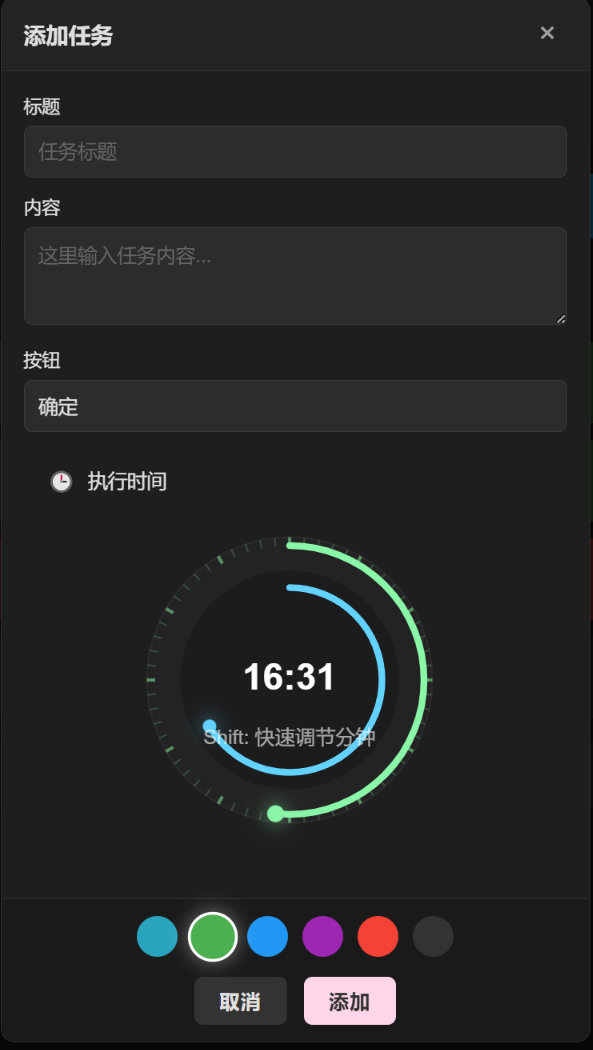 添加任务
×
标题
任务标题
内容
这里输入任务内容...
按钮
确定
执行时间
16:31
Shift: 快速调节分钟
取消
添加